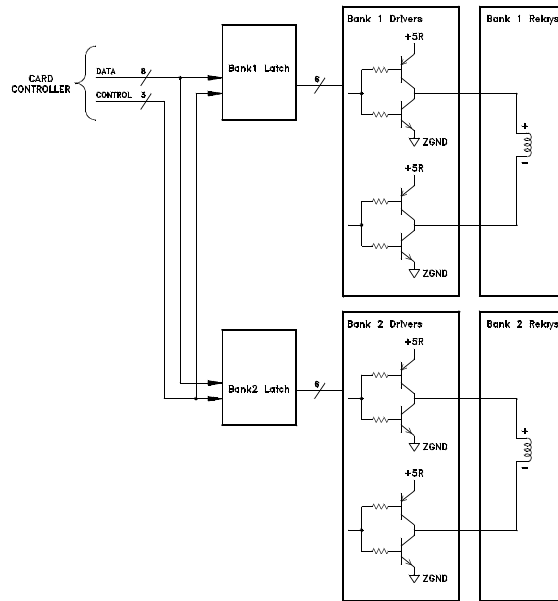 Bank 1 Drivers
Bank 1 Relays
+5R
DATA 8
Bank1 Latch
6
CARD
CONTROLLER
CONTROL 3
+
-
ZGND
+5R
ZGND
Bank 2 Drivers
Bank 2 Relays
+5R
Bank2 Latch
6
+
-
ZGND
+5R
ZGND